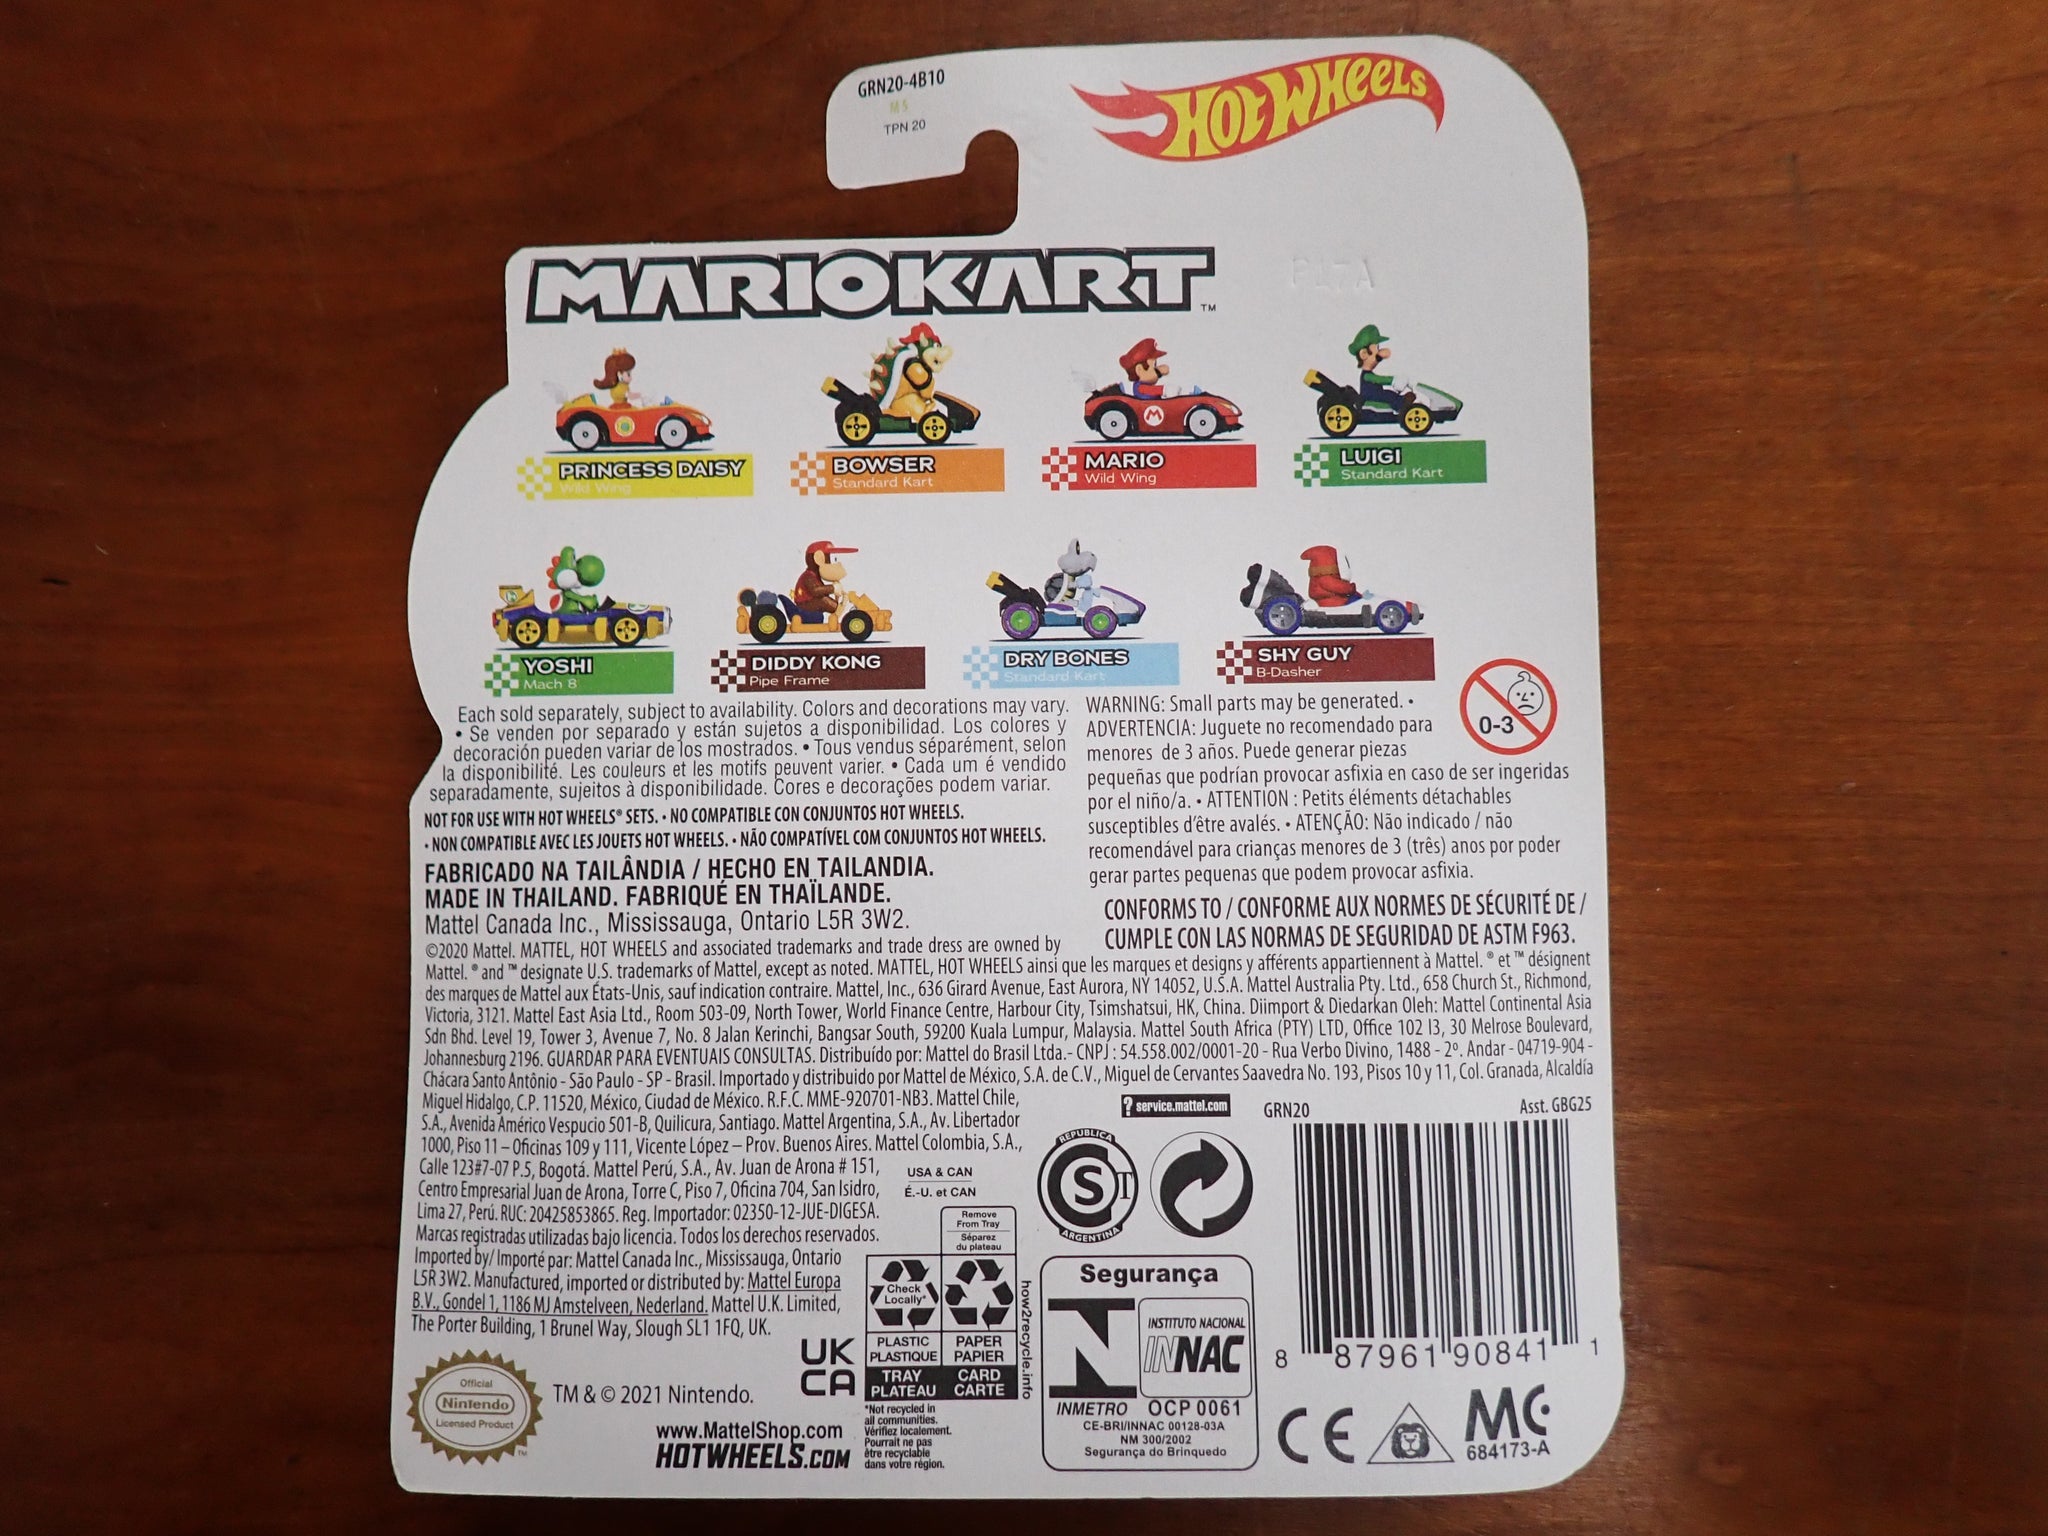 GRN20-4B10
M5
TPN 20
HOT WHEELS
MARIOKART™
P17A
PRINCESS DAISY
Wild Wing
BOWSER
Standard Kart
MARIO
Wild Wing
LUIGI
Standard Kart
YOSHI
Mach 8
DIDDY KONG
Pipe Frame
DRY BONES
Standard Kart
SHY GUY
B-Dasher
Each sold separately, subject to availability. Colors and decorations may vary.
• Se venden por separado y están sujetos a disponibilidad. Los colores y
decoración pueden variar de los mostrados. • Tous vendus séparément, selon
la disponibilité. Les couleurs et les motifs peuvent varier. • Cada um é vendido
separadamente, sujeitos à disponibilidade. Cores e decorações podem variar.
NOT FOR USE WITH HOT WHEELS® SETS. • NO COMPATIBLE CON CONJUNTOS HOT WHEELS.
• NON COMPATIBLE AVEC LES JOUETS HOT WHEELS. • NÃO COMPATÍVEL COM CONJUNTOS HOT WHEELS.
FABRICADO NA TAILÂNDIA / HECHO EN TAILANDIA.
MADE IN THAILAND. FABRIQUÉ EN THAÏLANDE.
Mattel Canada Inc., Mississauga, Ontario L5R 3W2.
WARNING: Small parts may be generated. •
ADVERTENCIA: Juguete no recomendado para
menores de 3 años. Puede generar piezas
pequeñas que podrían provocar asfixia en caso de ser ingeridas
por el niño/a. • ATTENTION : Petits éléments détachables
susceptibles d'être avalés. • ATENÇÃO: Não indicado / não
recomendável para crianças menores de 3 (três) anos por poder
gerar partes pequenas que podem provocar asfixia.
0-3
CONFORMS TO / CONFORME AUX NORMES DE SÉCURITÉ DE /
CUMPLE CON LAS NORMAS DE SEGURIDAD DE ASTM F963.
©2020 Mattel. MATTEL, HOT WHEELS and associated trademarks and trade dress are owned by
Mattel. ® and ™ designate U.S. trademarks of Mattel, except as noted. MATTEL, HOT WHEELS ainsi que les marques et designs y afférents appartiennent à Mattel. ® et ™ désignent
des marques de Mattel aux États-Unis, sauf indication contraire. Mattel, Inc., 636 Girard Avenue, East Aurora, NY 14052, U.S.A. Mattel Australia Pty. Ltd., 658 Church St., Richmond,
Victoria, 3121. Mattel East Asia Ltd., Room 503-09, North Tower, World Finance Centre, Harbour City, Tsimshatsui, HK, China. Diimport & Diedarkan Oleh: Mattel Continental Asia
Sdn Bhd. Level 19, Tower 3, Avenue 7, No. 8 Jalan Kerinchi, Bangsar South, 59200 Kuala Lumpur, Malaysia. Mattel South Africa (PTY) LTD, Office 102 I3, 30 Melrose Boulevard,
Johannesburg 2196. GUARDAR PARA EVENTUAIS CONSULTAS. Distribuído por: Mattel do Brasil Ltda.- CNPJ : 54.558.002/0001-20 - Rua Verbo Divino, 1488 - 2º. Andar - 04719-904 -
Chácara Santo Antônio - São Paulo - SP - Brasil. Importado y distribuido por Mattel de México, S.A. de C.V., Miguel de Cervantes Saavedra No. 193, Pisos 10 y 11, Col. Granada, Alcaldía
Miguel Hidalgo, C.P. 11520, México, Ciudad de México. R.F.C. MME-920701-NB3. Mattel Chile,
S.A., Avenida Américo Vespucio 501-B, Quilicura, Santiago. Mattel Argentina, S.A., Av. Libertador
1000, Piso 11 – Oficinas 109 y 111, Vicente López – Prov. Buenos Aires. Mattel Colombia, S.A.,
Calle 123#7-07 P.5, Bogotá. Mattel Perú, S.A., Av. Juan de Arona # 151,
Centro Empresarial Juan de Arona, Torre C, Piso 7, Oficina 704, San Isidro,
Lima 27, Perú. RUC: 20425853865. Reg. Importador: 02350-12-JUE-DIGESA.
Marcas registradas utilizadas bajo licencia. Todos los derechos reservados.
Imported by/ Importé par: Mattel Canada Inc., Mississauga, Ontario
L5R 3W2. Manufactured, imported or distributed by: Mattel Europa
B.V., Gondel 1, 1186 MJ Amstelveen, Nederland. Mattel U.K. Limited,
The Porter Building, 1 Brunel Way, Slough SL1 1FQ, UK.
? service.mattel.com
GRN20
Asst. GBG25
USA & CAN
É.-U. et CAN
Remove
From Tray
Séparez
du plateau
Check
Locally*
PLASTIC
PLASTIQUE
TRAY
PLATEAU
PAPER
PAPIER
CARD
CARTE
how2recycle.info
*Not recycled in
all communities.
Vérifiez localement.
Pourrait ne pas
être recyclable
dans votre région.
REPUBLICA
S T
ARGENTINA
Segurança
INSTITUTO NACIONAL
INNAC
INMETRO OCP 0061
CE-BRI/INNAC 00128-03A
NM 300/2002
Segurança do Brinquedo
8 87961 90841 1
UK
CA
Official
Nintendo
Licensed Product
™
TM & © 2021 Nintendo.
www.MattelShop.com
HOTWHEELS.COM
CE
MC
684173-A